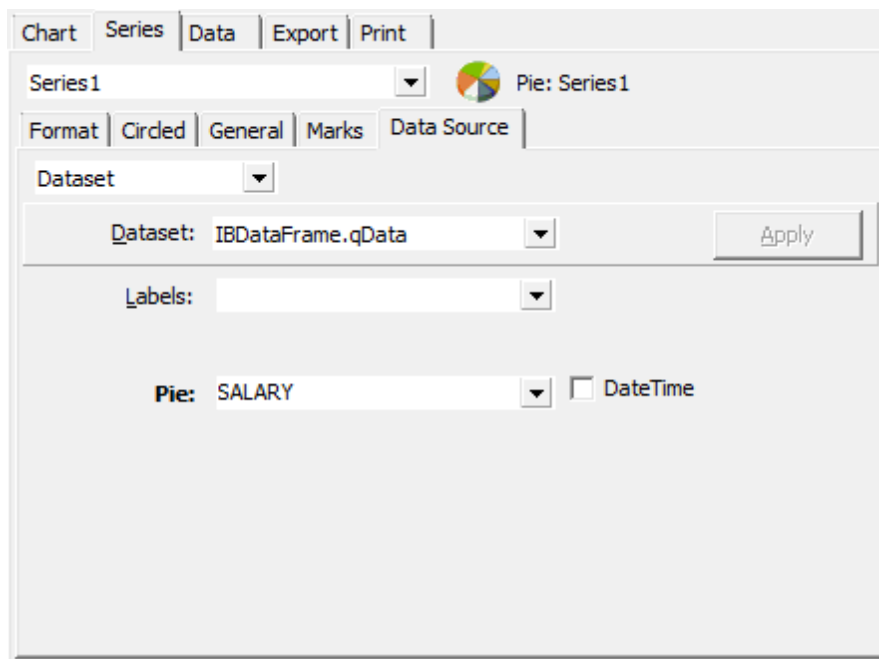 Chart Series Data Export Print
Series1 Pie: Series1
Format Circled General Marks Data Source
Dataset
Dataset: IBDataFrame.qData Apply
Labels:
Pie: SALARY DateTime